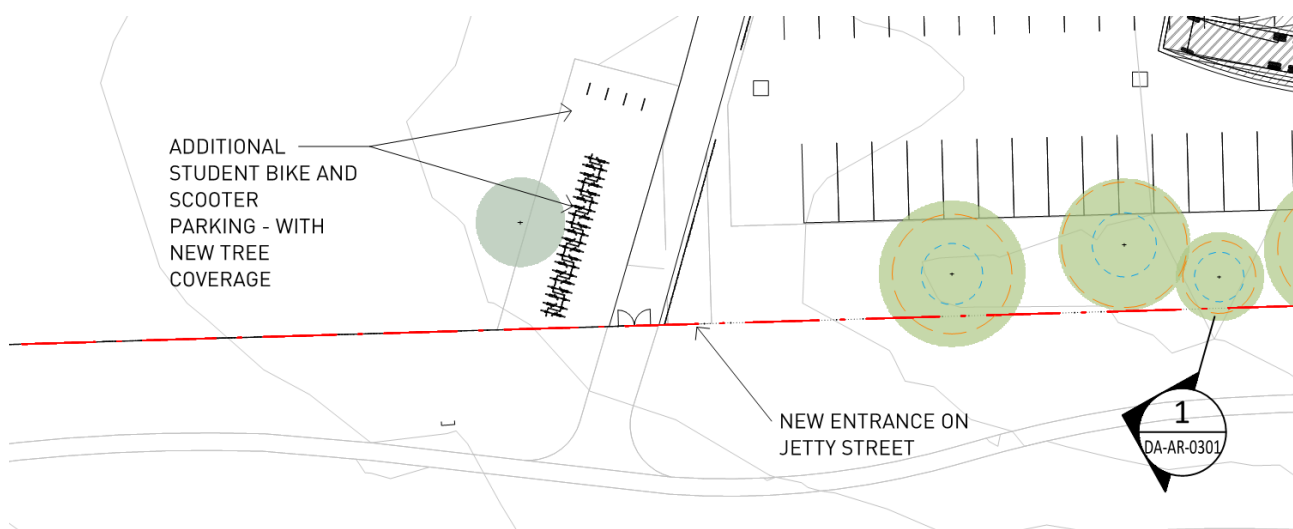 ADDITIONAL
STUDENT BIKE AND
SCOOTER
PARKING - WITH
NEW TREE
COVERAGE
NEW ENTRANCE ON
JETTY STREET
1
DA-AR-0301